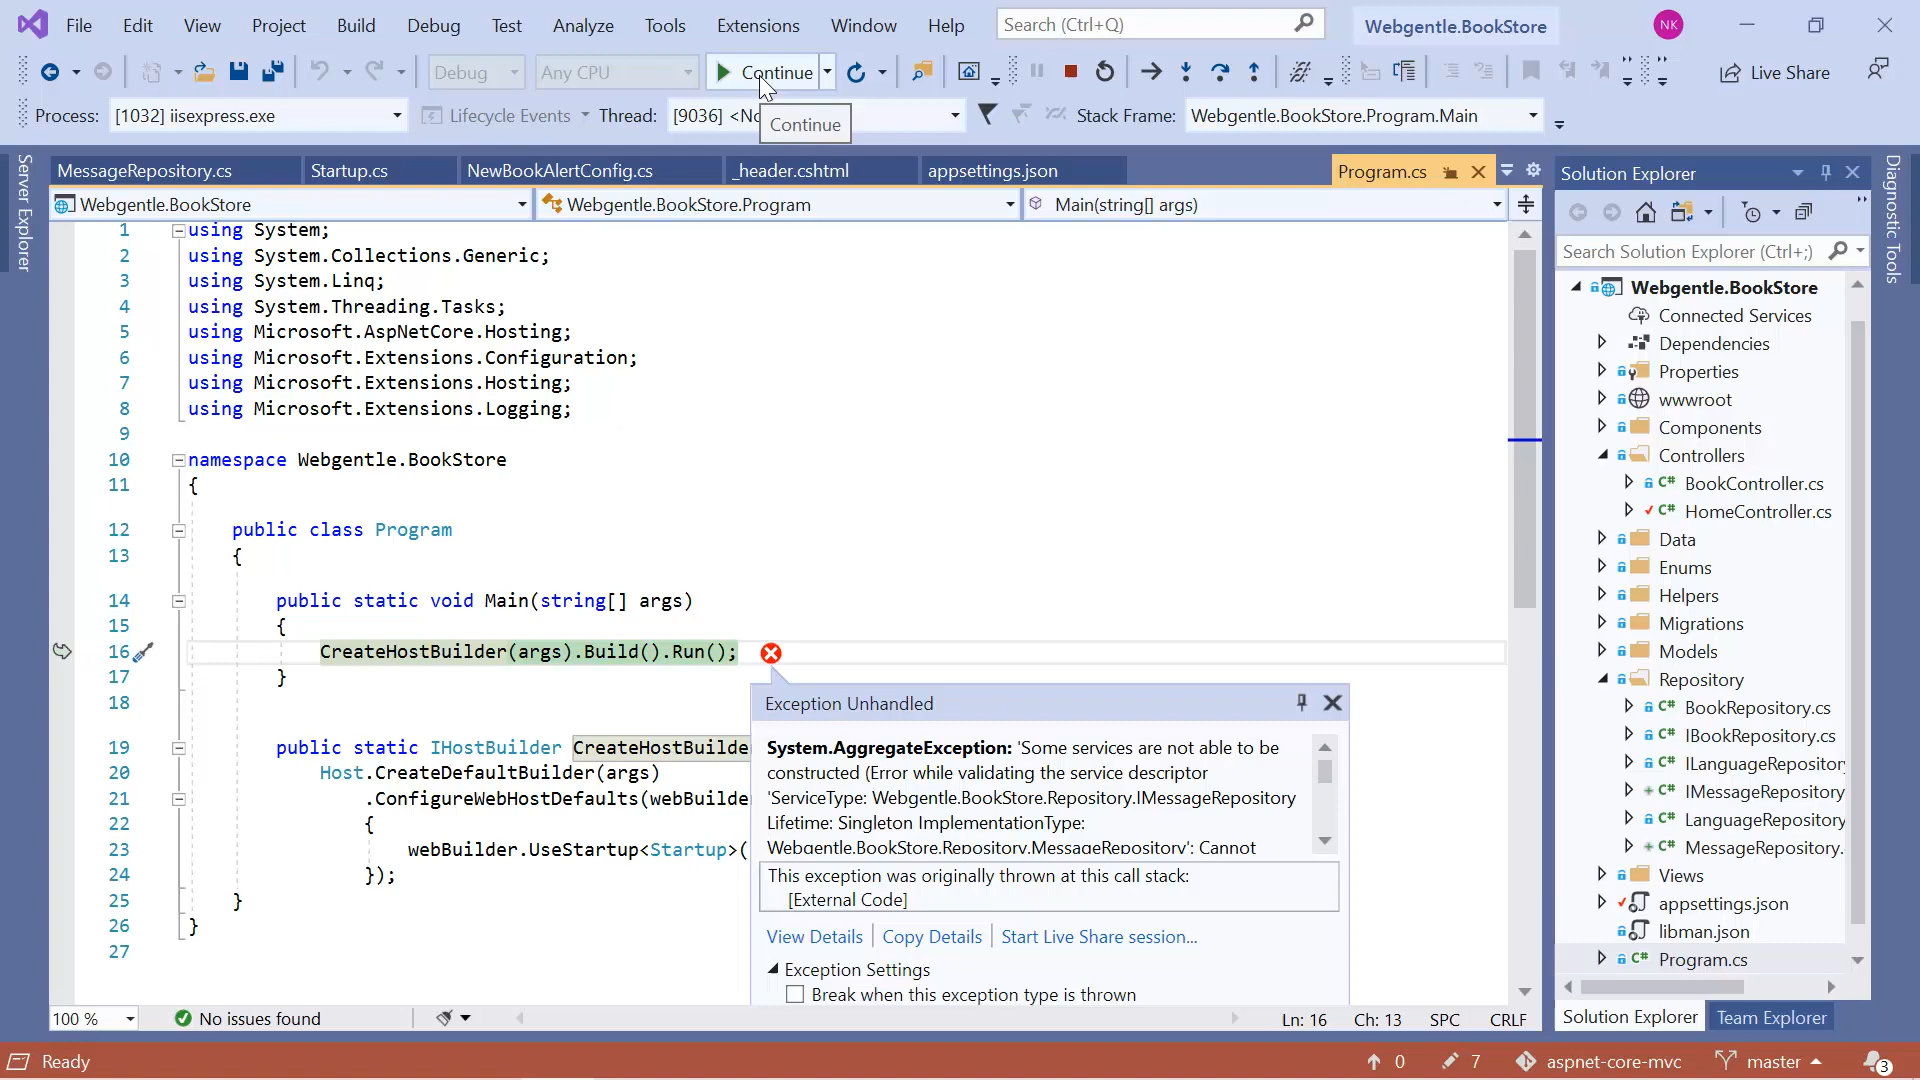 File Edit View Project Build Debug Test Analyze Tools Extensions Window Help Search (Ctrl+Q) Webgentle.BookStore NK
Debug Any CPU Continue Live Share
Process: [1032] iisexpress.exe Lifecycle Events Thread: [9036] <No Stack Frame: Webgentle.BookStore.Program.Main
Continue
Server Explorer
MessageRepository.cs Startup.cs NewBookAlertConfig.cs _header.cshtml appsettings.json Program.cs
Webgentle.BookStore Webgentle.BookStore.Program Main(string[] args)
1 using System;
2 using System.Collections.Generic;
3 using System.Linq;
4 using System.Threading.Tasks;
5 using Microsoft.AspNetCore.Hosting;
6 using Microsoft.Extensions.Configuration;
7 using Microsoft.Extensions.Hosting;
8 using Microsoft.Extensions.Logging;
9
10 namespace Webgentle.BookStore
11 {
12 public class Program
13 {
14 public static void Main(string[] args)
15 {
16 CreateHostBuilder(args).Build().Run();
17 }
18
19 public static IHostBuilder CreateHostBuilde
20 Host.CreateDefaultBuilder(args)
21 .ConfigureWebHostDefaults(webBuilde
22 {
23 webBuilder.UseStartup<Startup>(
24 });
25 }
26 }
27
Exception Unhandled
System.AggregateException: 'Some services are not able to be
constructed (Error while validating the service descriptor
'ServiceType: Webgentle.BookStore.Repository.IMessageRepository
Lifetime: Singleton ImplementationType:
Webgentle.BookStore.Repository.MessageRepository': Cannot
This exception was originally thrown at this call stack:
[External Code]
View Details Copy Details Start Live Share session...
Exception Settings
Break when this exception type is thrown
100 % No issues found Ln: 16 Ch: 13 SPC CRLF
Solution Explorer
Search Solution Explorer (Ctrl+;)
Webgentle.BookStore
Connected Services
Dependencies
Properties
wwwroot
Components
Controllers
C# BookController.cs
C# HomeController.cs
Data
Enums
Helpers
Migrations
Models
Repository
C# BookRepository.cs
C# IBookRepository.cs
C# ILanguageRepository
C# IMessageRepository
C# LanguageRepository
C# MessageRepository.
Views
appsettings.json
libman.json
C# Program.cs
Solution Explorer Team Explorer
Diagnostic Tools
Ready 0 7 aspnet-core-mvc master 3